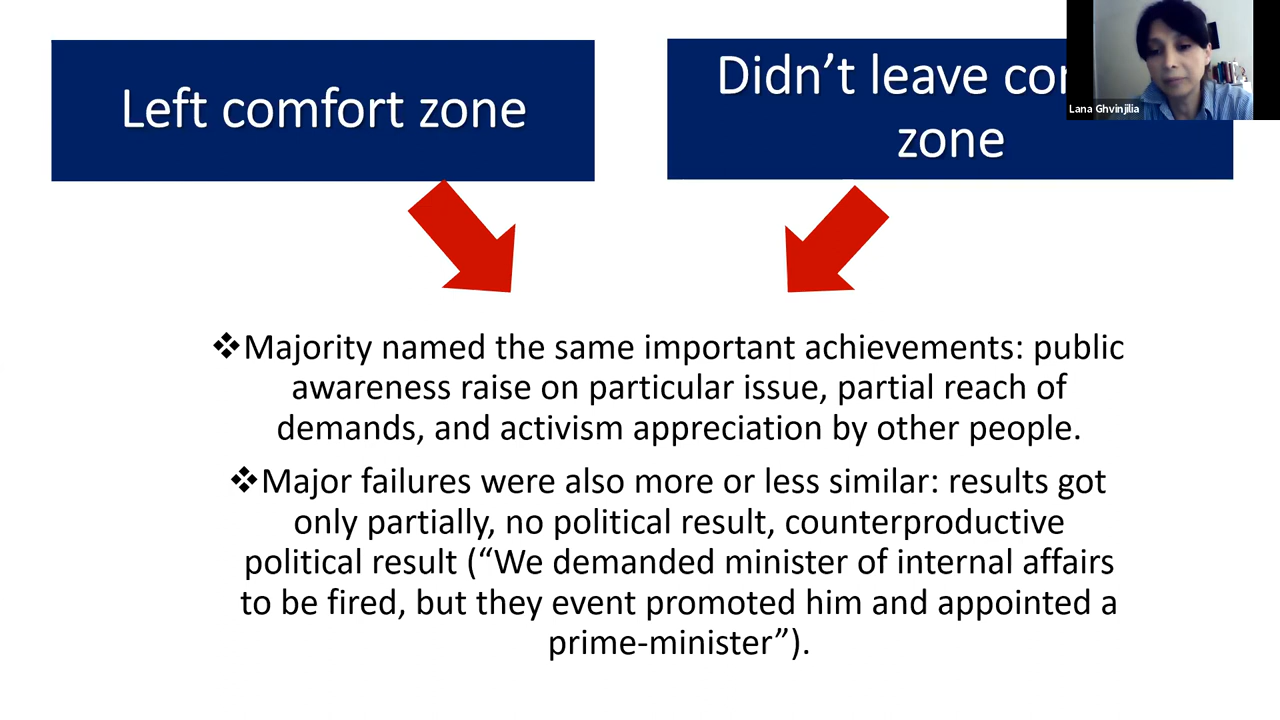 Left comfort zone
Didn’t leave
zone
Lana Ghvinjilia
❖Majority named the same important achievements: public
awareness raise on particular issue, partial reach of
demands, and activism appreciation by other people.
❖Major failures were also more or less similar: results got
only partially, no political result, counterproductive
political result (“We demanded minister of internal affairs
to be fired, but they event promoted him and appointed a
prime-minister”).